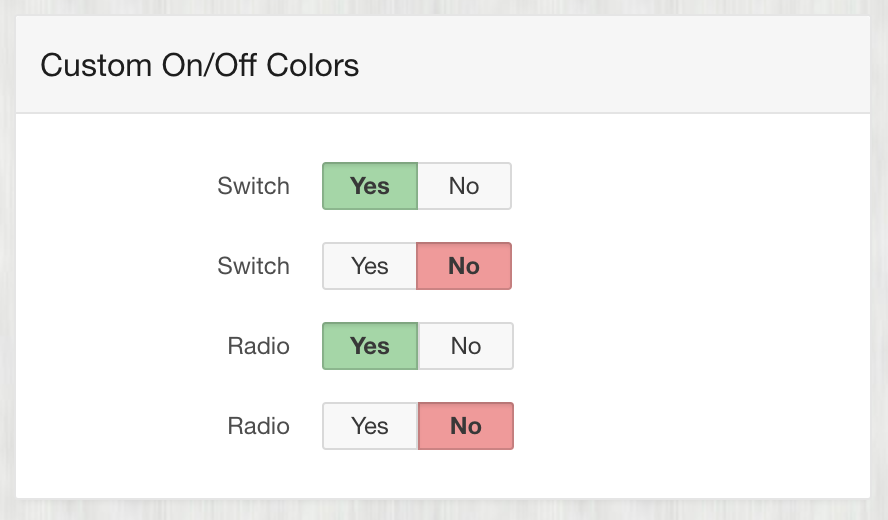 Custom On/Off Colors
Switch Yes No
Switch Yes No
Radio Yes No
Radio Yes No